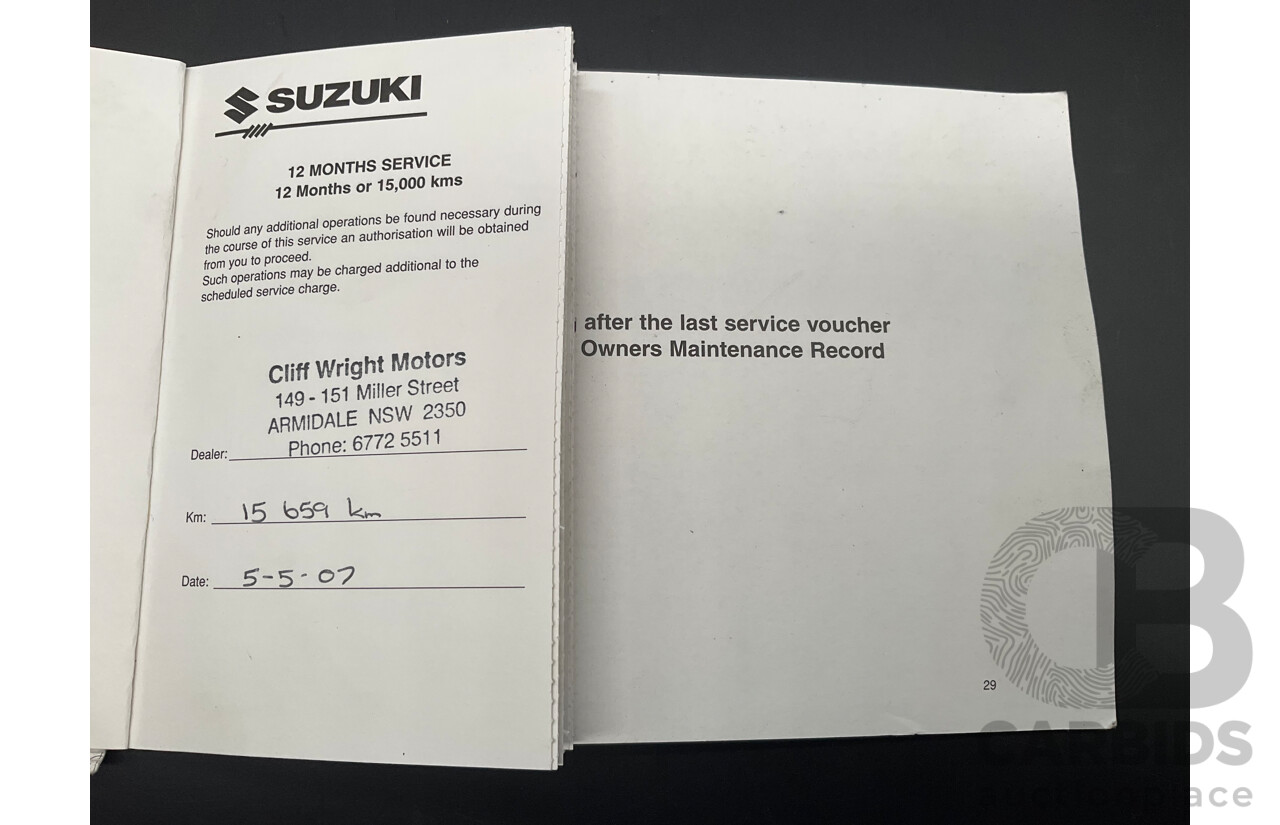 SUZUKI
12 MONTHS SERVICE
12 Months or 15,000 kms
Should any additional operations be found necessary during
the course of this service an authorisation will be obtained
from you to proceed.
Such operations may be charged additional to the
scheduled service charge.
Cliff Wright Motors
149 - 151 Miller Street
ARMIDALE NSW 2350
Phone: 6772 5511
Dealer:
Km: 15 659 km
Date: 5-5-07
after the last service voucher
Owners Maintenance Record
29
CB
CARBIDS
auctionplace